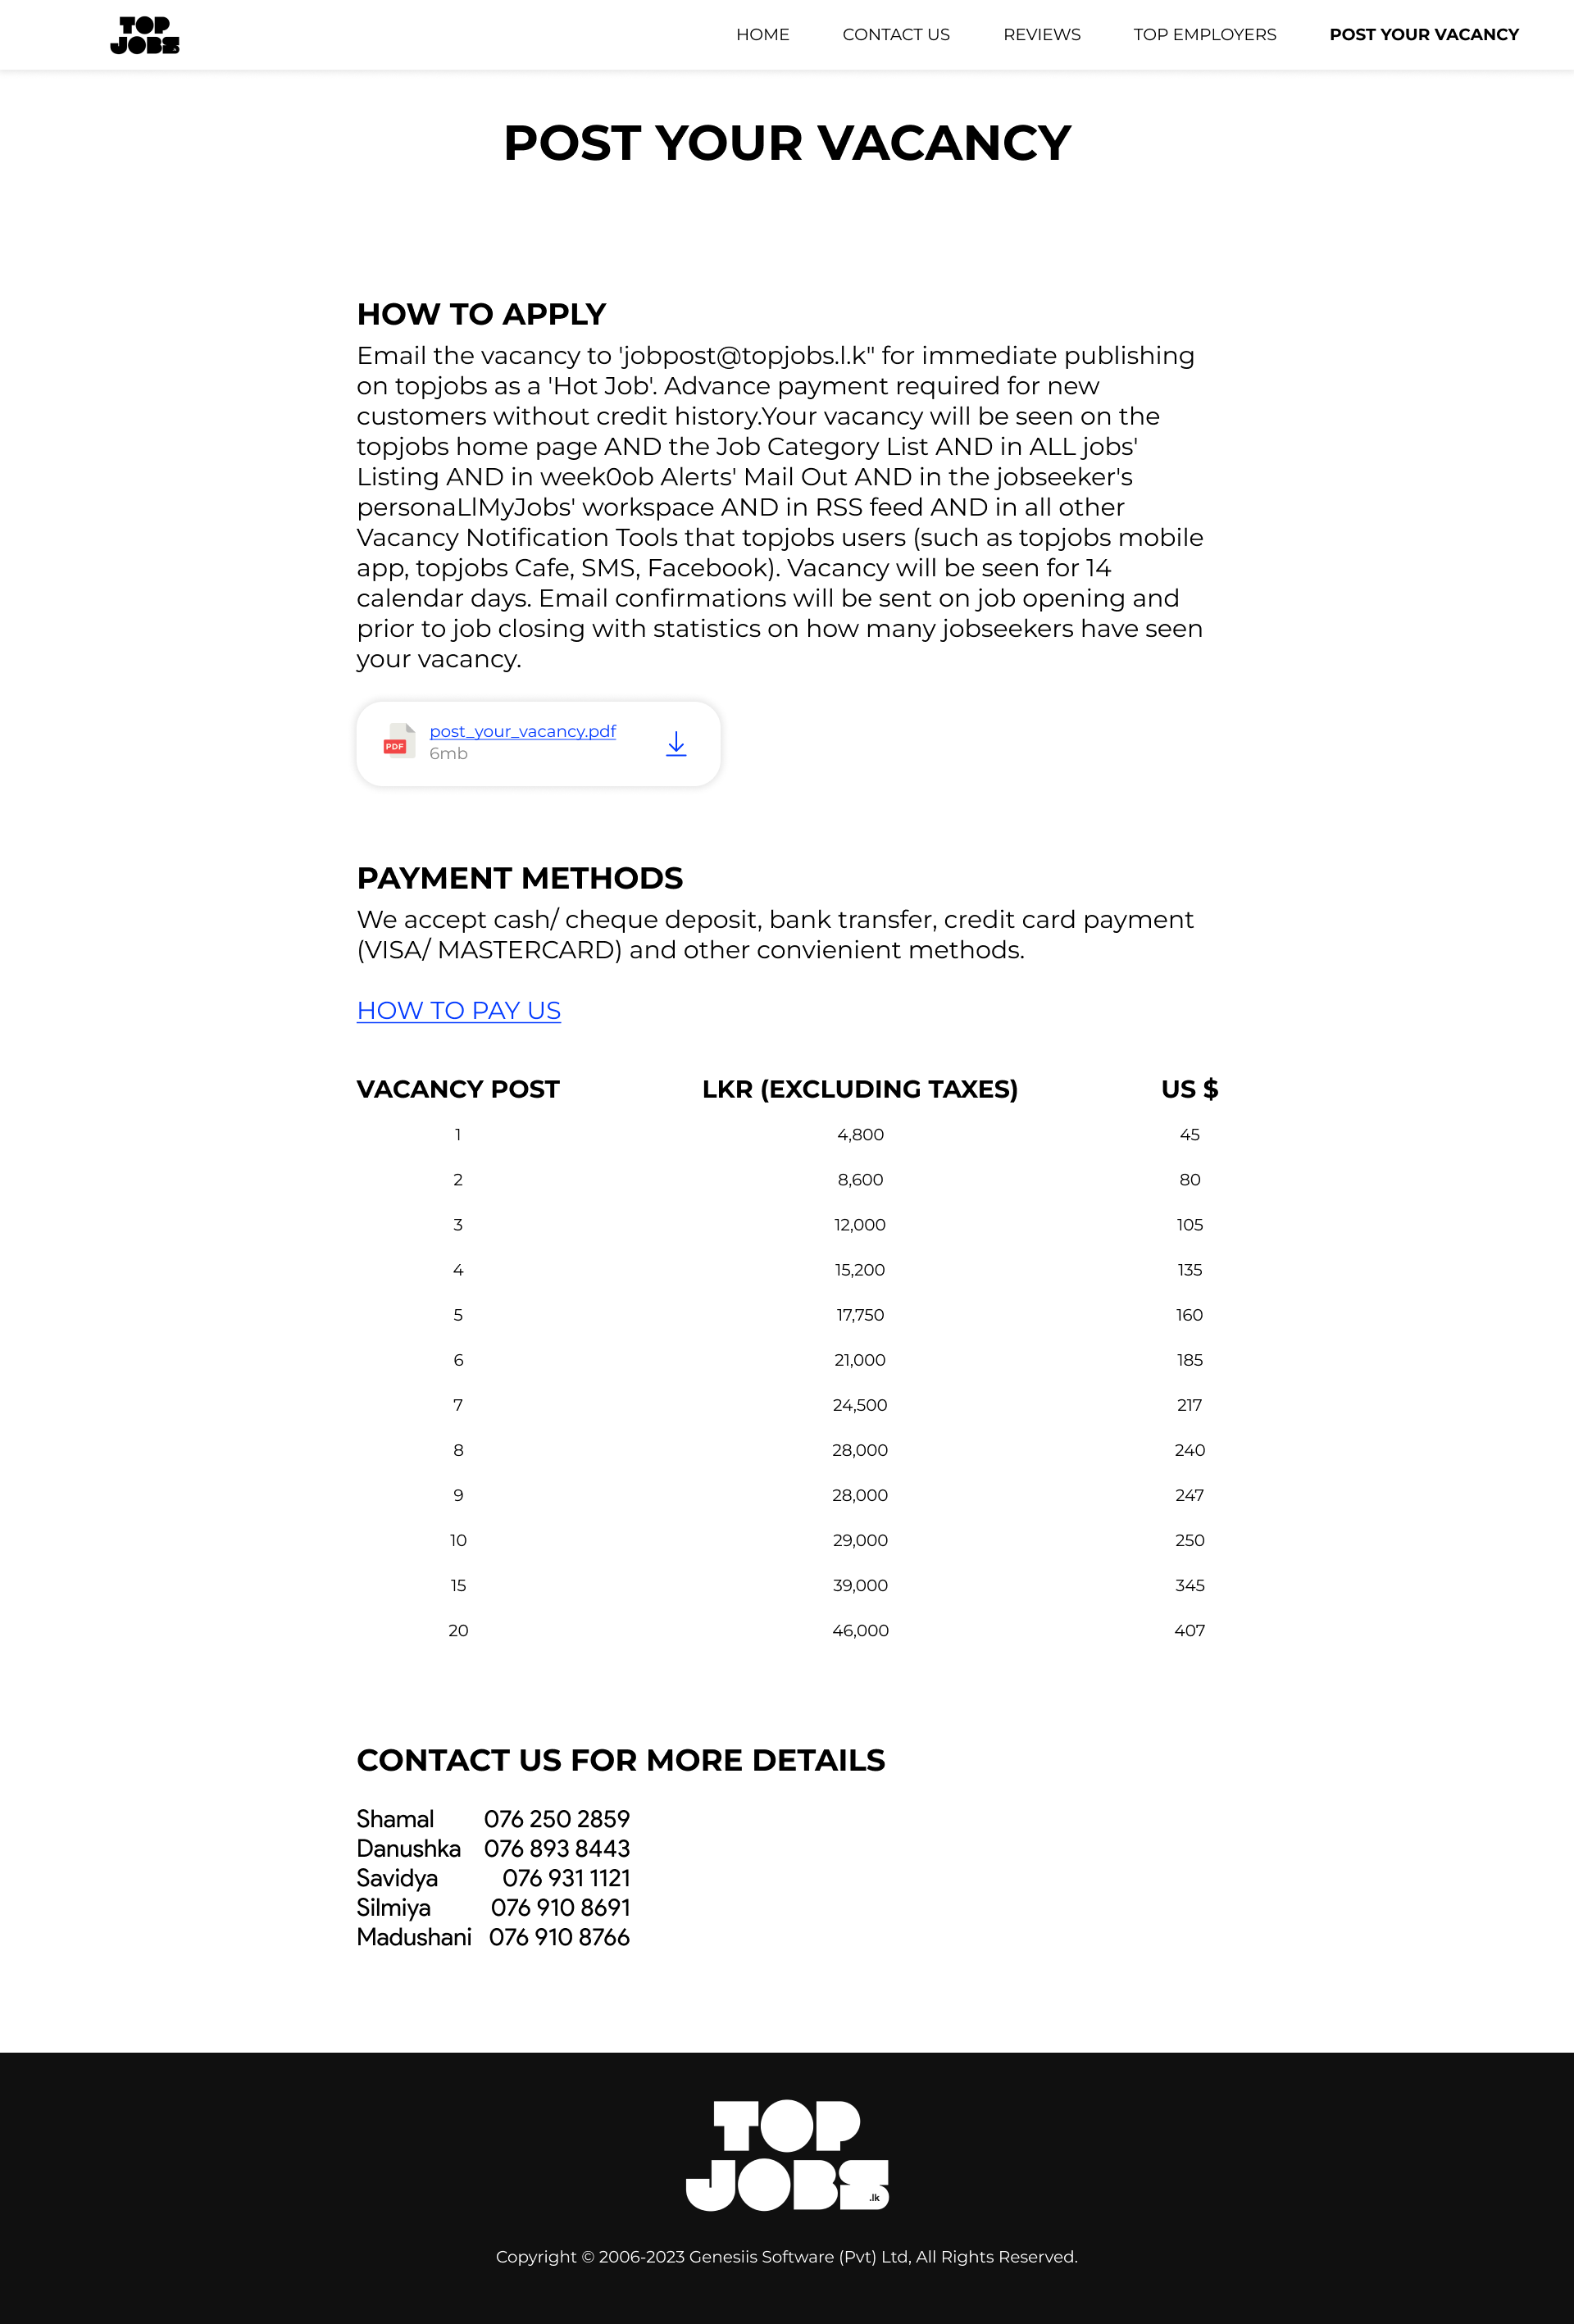 TOP
JOBS
HOME CONTACT US REVIEWS TOP EMPLOYERS POST YOUR VACANCY
POST YOUR VACANCY
HOW TO APPLY
Email the vacancy to 'jobpost@topjobs.l.k" for immediate publishing
on topjobs as a 'Hot Job'. Advance payment required for new
customers without credit history.Your vacancy will be seen on the
topjobs home page AND the Job Category List AND in ALL jobs'
Listing AND in week0ob Alerts' Mail Out AND in the jobseeker's
personaLlMyJobs' workspace AND in RSS feed AND in all other
Vacancy Notification Tools that topjobs users (such as topjobs mobile
app, topjobs Cafe, SMS, Facebook). Vacancy will be seen for 14
calendar days. Email confirmations will be sent on job opening and
prior to job closing with statistics on how many jobseekers have seen
your vacancy.
PDF
post_your_vacancy.pdf
6mb
PAYMENT METHODS
We accept cash/ cheque deposit, bank transfer, credit card payment
(VISA/ MASTERCARD) and other convienient methods.
HOW TO PAY US
VACANCY POST LKR (EXCLUDING TAXES) US $
1 4,800 45
2 8,600 80
3 12,000 105
4 15,200 135
5 17,750 160
6 21,000 185
7 24,500 217
8 28,000 240
9 28,000 247
10 29,000 250
15 39,000 345
20 46,000 407
CONTACT US FOR MORE DETAILS
Shamal 076 250 2859
Danushka 076 893 8443
Savidya 076 931 1121
Silmiya 076 910 8691
Madushani 076 910 8766
TOP
JOBS
.lk
Copyright © 2006-2023 Genesiis Software (Pvt) Ltd, All Rights Reserved.